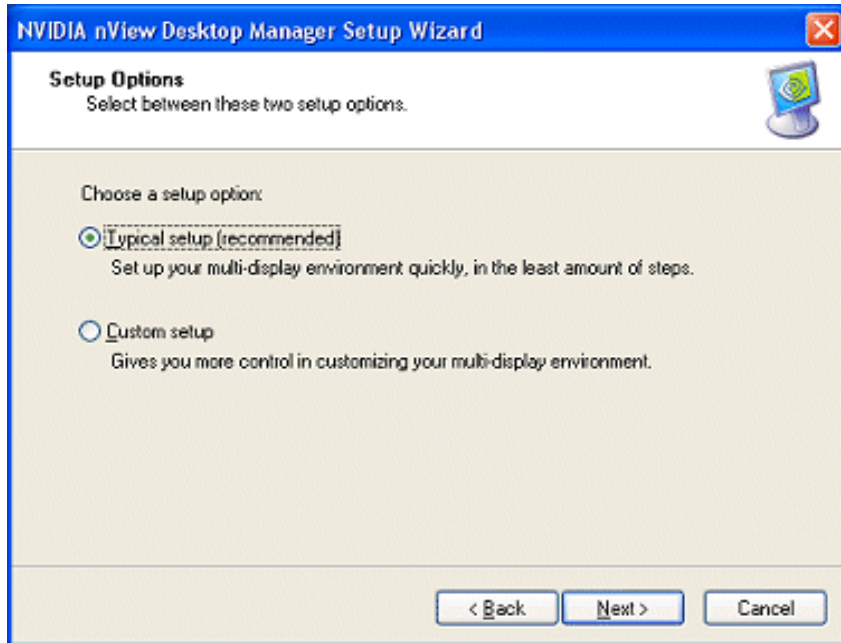 NVIDIA nView Desktop Manager Setup Wizard
Setup Options
Select between these two setup options.
Choose a setup option:
Typical setup (recommended)
Set up your multi-display environment quickly, in the least amount of steps.
Custom setup
Gives you more control in customizing your multi-display environment.
< Back
Next >
Cancel